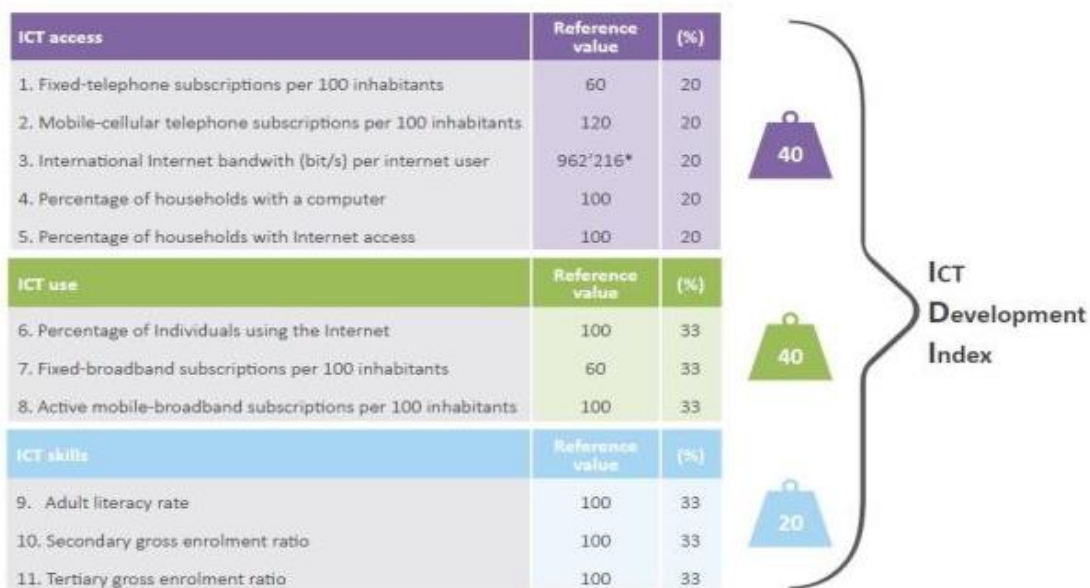 ICT access Reference value (%)
1. Fixed-telephone subscriptions per 100 inhabitants 60 20
2. Mobile-cellular telephone subscriptions per 100 inhabitants 120 20
3. International Internet bandwith (bit/s) per internet user 962'216* 20
4. Percentage of households with a computer 100 20
5. Percentage of households with Internet access 100 20
40
ICT use Reference value (%)
6. Percentage of Individuals using the Internet 100 33
7. Fixed-broadband subscriptions per 100 inhabitants 60 33
8. Active mobile-broadband subscriptions per 100 inhabitants 100 33
40
ICT skills Reference value (%)
9. Adult literacy rate 100 33
10. Secondary gross enrolment ratio 100 33
11. Tertiary gross enrolment ratio 100 33
20
ICT
Development
Index